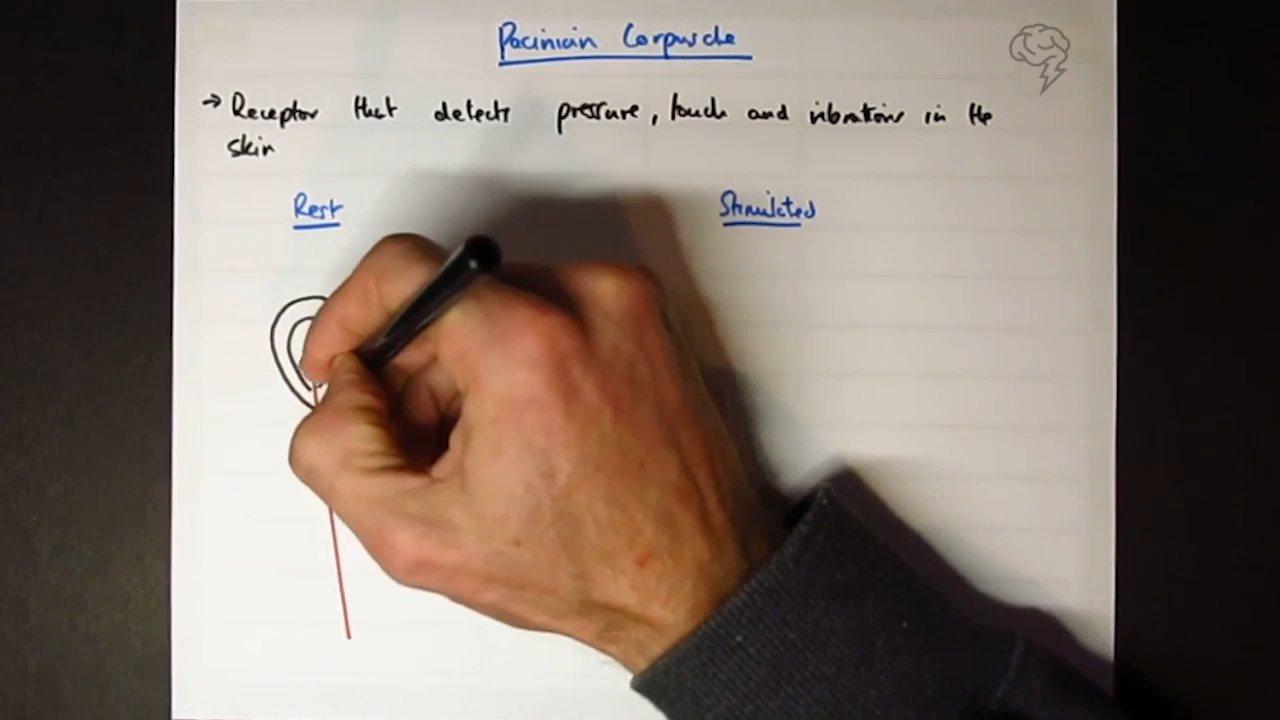 Pacinian Corpuscle
→ Receptor that detects pressure, touch and vibrations in the
skin
Rest
Stimulated